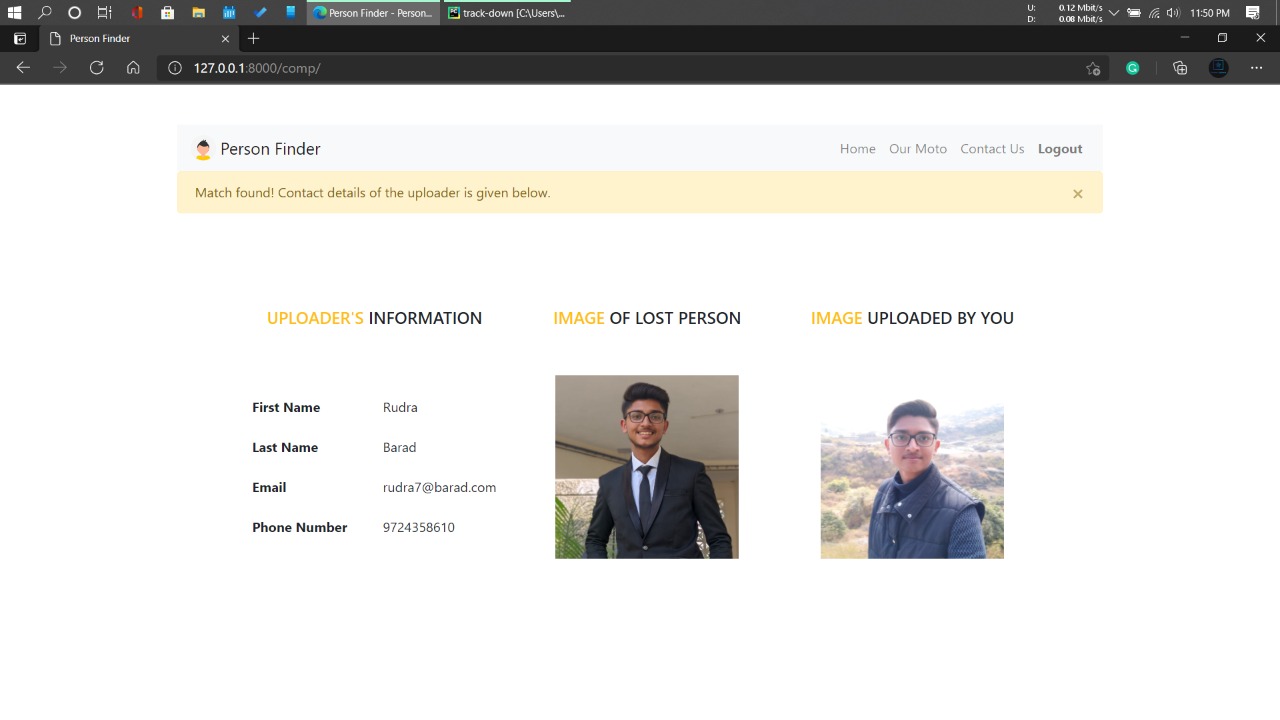 Person Finder - Person...
track-down [C:\Users\...
U: 0.12 Mbit/s
D: 0.08 Mbit/s
11:50 PM
Person Finder
127.0.0.1:8000/comp/
Person Finder
Home Our Moto Contact Us Logout
Match found! Contact details of the uploader is given below.
UPLOADER'S INFORMATION
IMAGE OF LOST PERSON
IMAGE UPLOADED BY YOU
First Name Rudra
Last Name Barad
Email rudra7@barad.com
Phone Number 9724358610